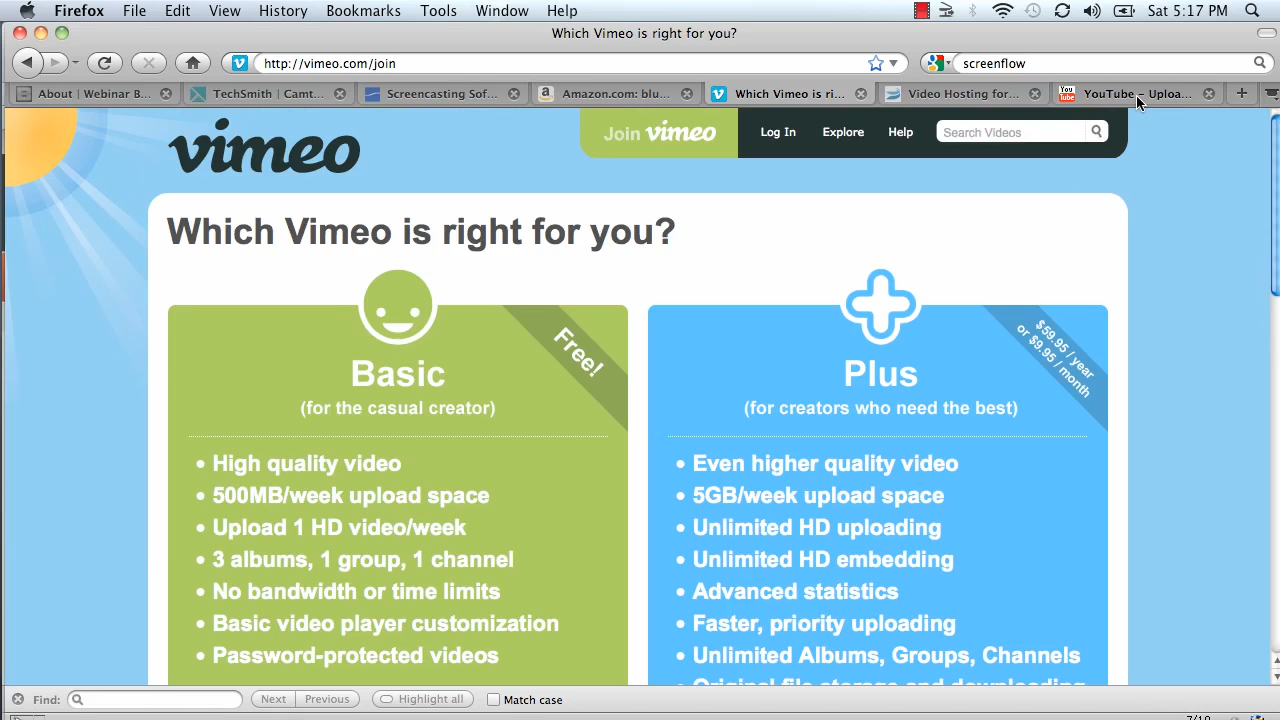 Firefox File Edit View History Bookmarks Tools Window Help
Sat 5:17 PM
Which Vimeo is right for you?
http://vimeo.com/join
screenflow
About | Webinar B...
TechSmith | Camt...
Screencasting Sof...
Amazon.com: blu...
Which Vimeo is ri...
Video Hosting for...
YouTube - Uploa...
vimeo
Join vimeo
Log In
Explore
Help
Search Videos
Which Vimeo is right for you?
Free!
Basic
(for the casual creator)
• High quality video
• 500MB/week upload space
• Upload 1 HD video/week
• 3 albums, 1 group, 1 channel
• No bandwidth or time limits
• Basic video player customization
• Password-protected videos
$59.95 / year
or $9.95 / month
Plus
(for creators who need the best)
• Even higher quality video
• 5GB/week upload space
• Unlimited HD uploading
• Unlimited HD embedding
• Advanced statistics
• Faster, priority uploading
• Unlimited Albums, Groups, Channels
• Original file storage and downloading
Find:
Next
Previous
Highlight all
Match case